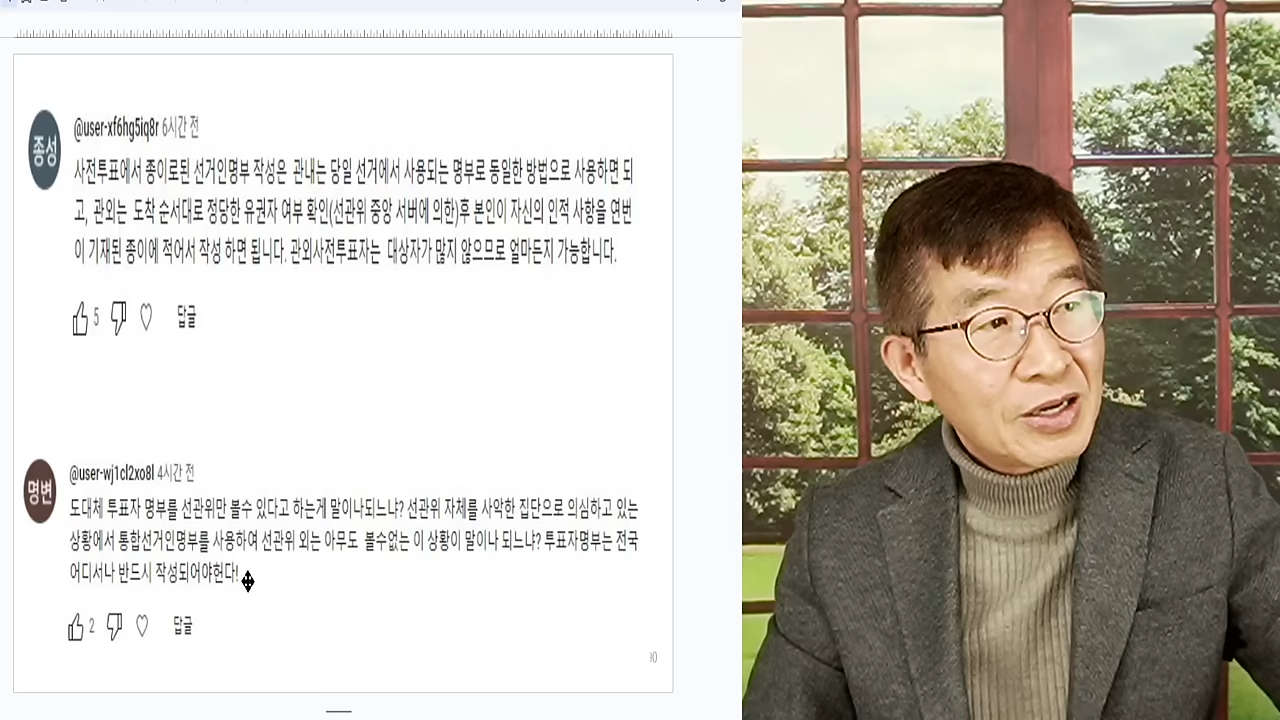 종성
@user-xf6hg5iq8r 6시간 전
사전투표에서 종이로된 선거인명부 작성은 관내는 당일 선거에서 사용되는 명부로 동일한 방법으로 사용하면 되
고, 관외는 도착 순서대로 정당한 유권자 여부 확인(선관위 중앙 서버에 의한)후 본인이 자신의 인적 사항을 연번
이 기재된 종이에 적어서 작성 하면 됩니다. 관외사전투표자는 대상자가 많지 않으므로 얼마든지 가능합니다.
5 답글
명변
@user-wj1cl2xo8l 4시간 전
도대체 투표자 명부를 선관위만 볼수 있다고 하는게 말이나되느냐? 선관위 자체를 사악한 집단으로 의심하고 있는
상황에서 통합선거인명부를 사용하여 선관위 외는 아무도 볼수없는 이 상황이 말이나 되느냐? 투표자명부는 전국
어디서나 반드시 작성되어야헌다!
2 답글